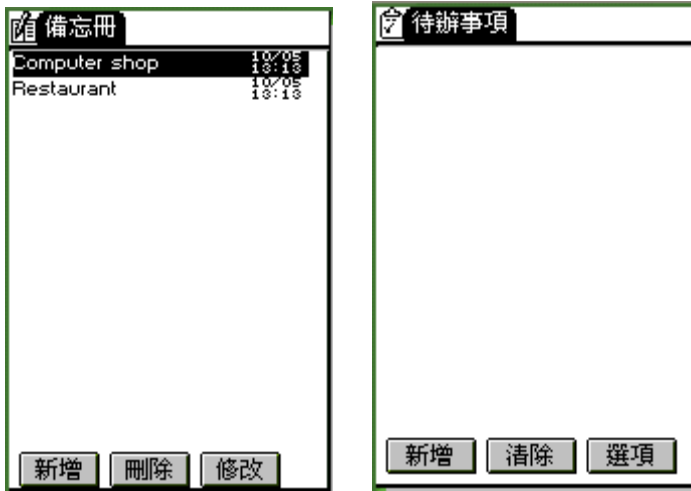 備忘冊
Computer shop 10/05 13:13
Restaurant 10/05 13:13
新增 刪除 修改
待辦事項
新增 清除 選項